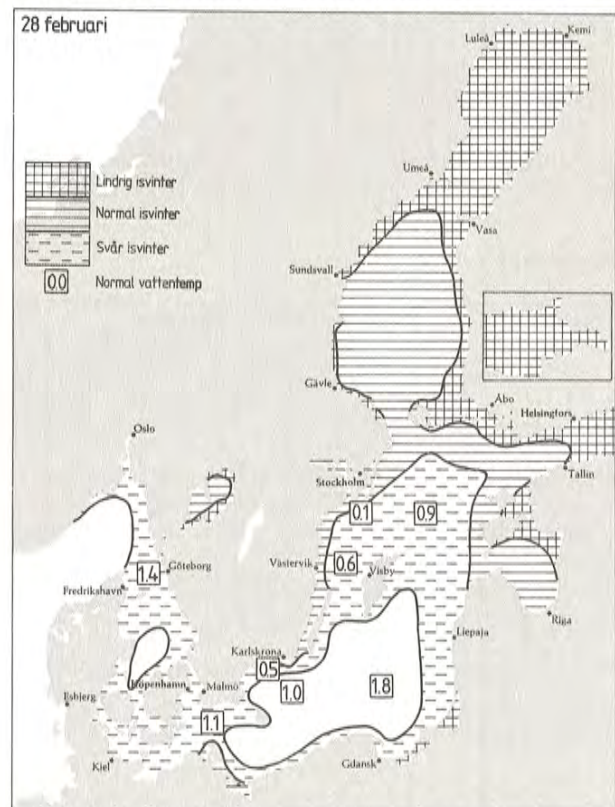 28 februari
Luleå
Kemi
Lindrig isvinter
Normal isvinter
Svår isvinter
0.0 Normal vattentemp
Umeå
Vasa
Sundsvall
Gävle
Åbo
Helsingfors
Oslo
Stockholm
Tallin
0.1
0.9
1.4
Göteborg
Västervik
0.6
Visby
Fredrikshavn
Riga
Liepaja
Karlskrona
0.5
1.0
1.8
Esbjerg
Köpenhamn
Malmö
1.1
Kiel
Gdansk